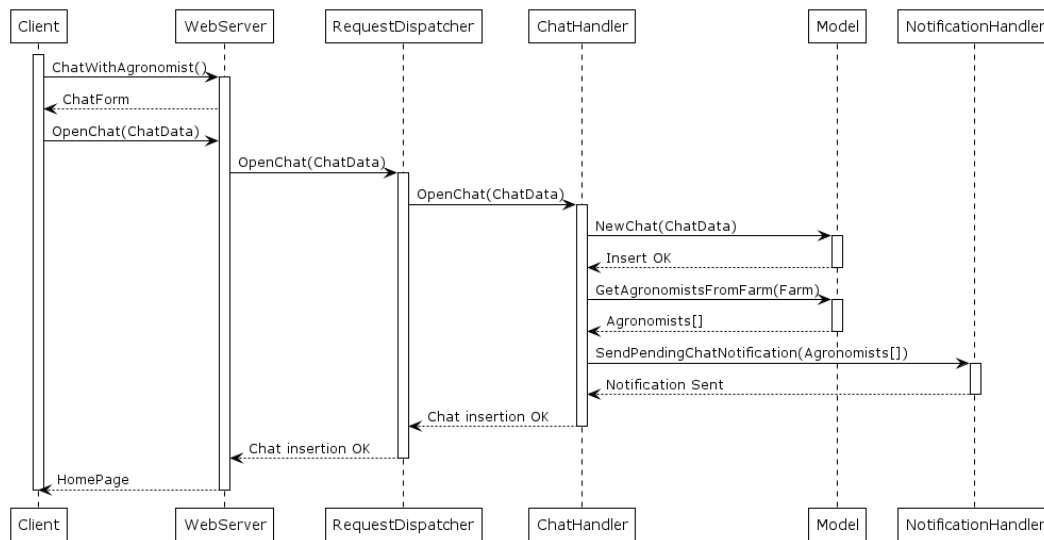 Client WebServer RequestDispatcher ChatHandler Model NotificationHandler
ChatWithAgronomist()
ChatForm
OpenChat(ChatData)
OpenChat(ChatData)
OpenChat(ChatData)
NewChat(ChatData)
Insert OK
GetAgronomistsFromFarm(Farm)
Agronomists[]
SendPendingChatNotification(Agronomists[])
Notification Sent
Chat insertion OK
Chat insertion OK
HomePage
Client WebServer RequestDispatcher ChatHandler Model NotificationHandler